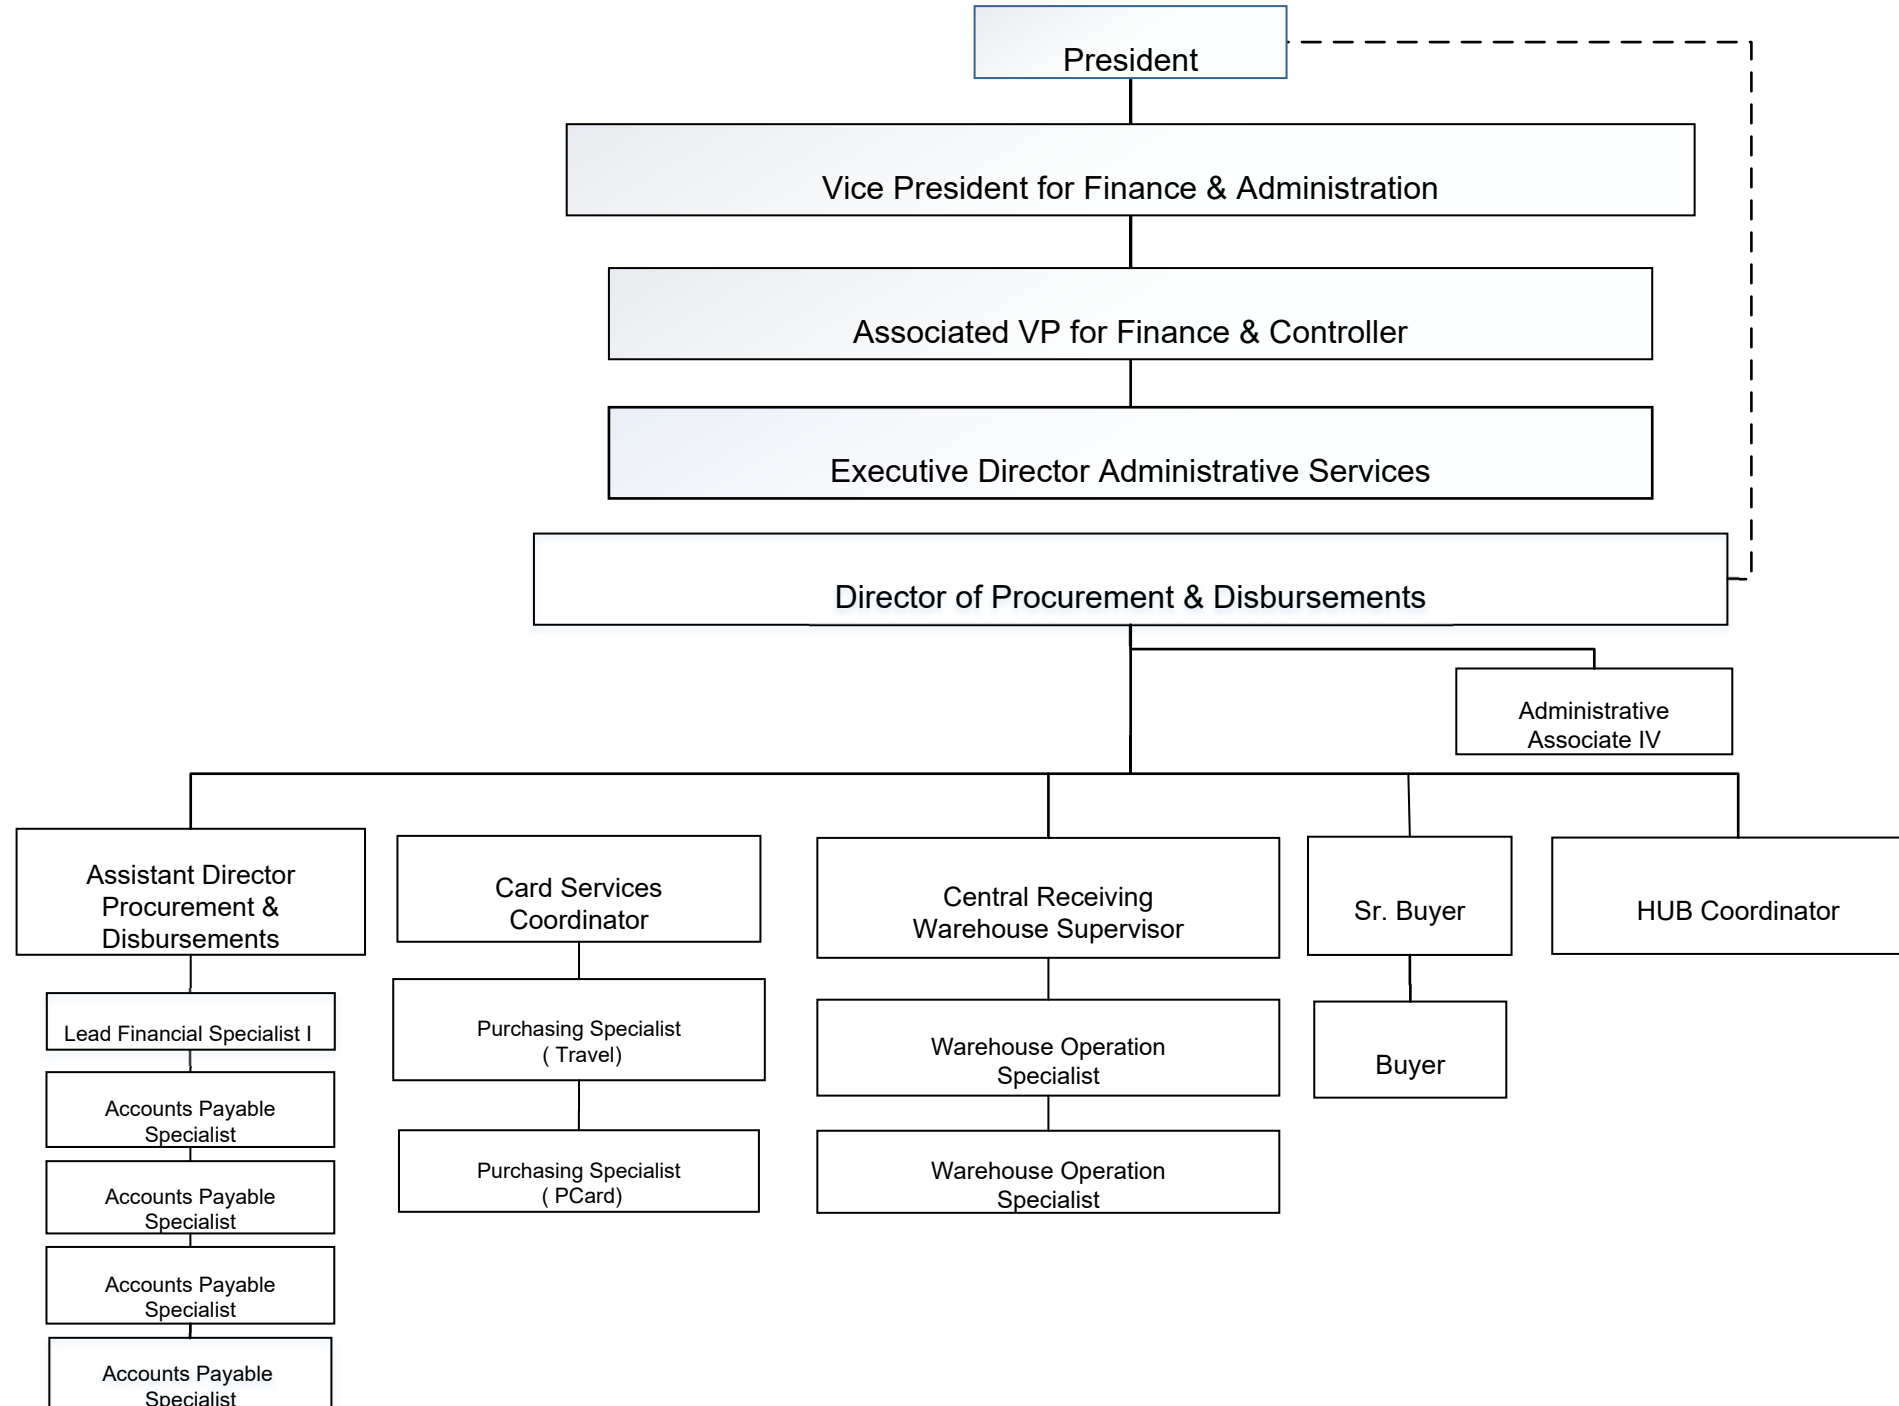 President
Vice President for Finance & Administration
Associated VP for Finance & Controller
Executive Director Administrative Services
Director of Procurement & Disbursements
Administrative
Associate IV
Assistant Director
Procurement &
Disbursements
Card Services
Coordinator
Central Receiving
Warehouse Supervisor
Sr. Buyer
HUB Coordinator
Lead Financial Specialist I
Purchasing Specialist
( Travel)
Warehouse Operation
Specialist
Buyer
Accounts Payable
Specialist
Purchasing Specialist
( PCard)
Warehouse Operation
Specialist
Accounts Payable
Specialist
Accounts Payable
Specialist
Accounts Payable
Specialist